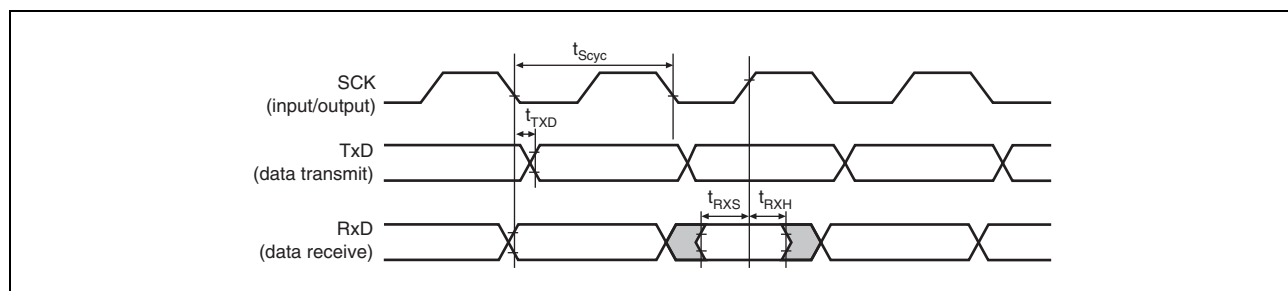 tScyc
SCK
(input/output)
tTXD
TxD
(data transmit)
tRXS
tRXH
RxD
(data receive)